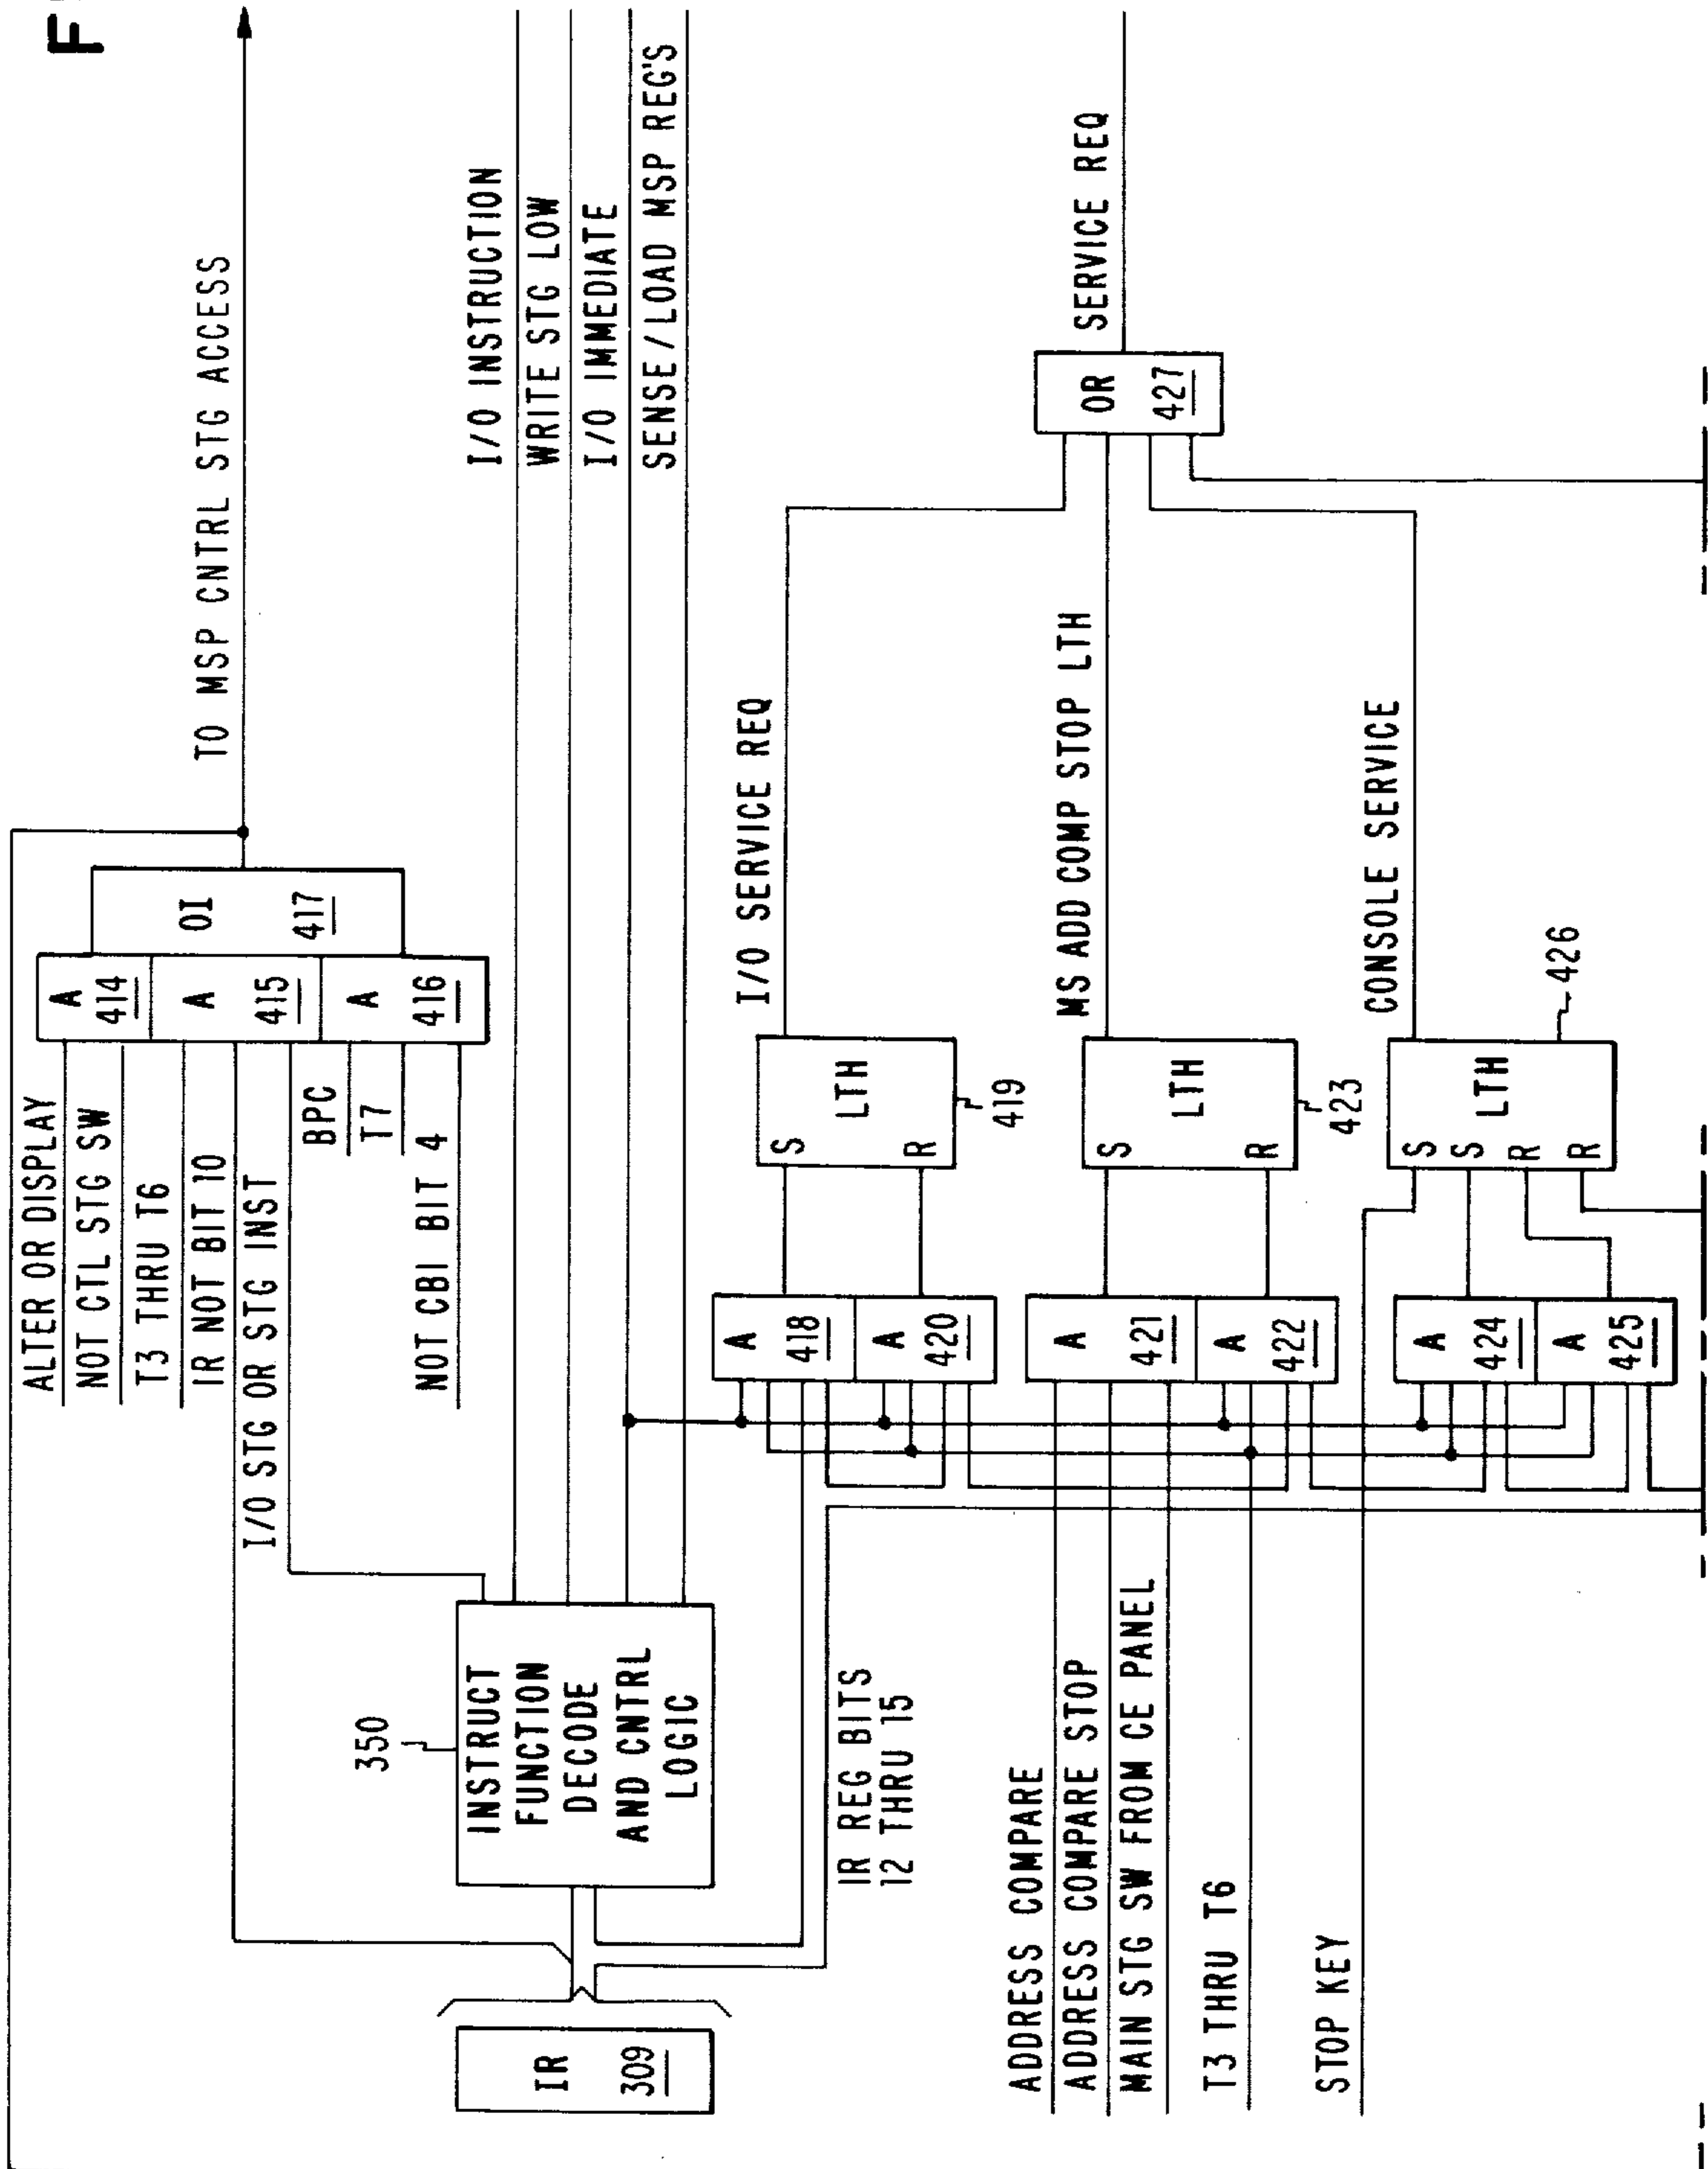 F
TO MSP CNTRL STG ACCESS
ALTER OR DISPLAY
NOT CTL STG SW
T3 THRU T6
IR NOT BIT 10
I/O STG OR STG INST
BPC
T7
NOT CBI BIT 4
A
414
A
415
A
416
OI
417
I/O INSTRUCTION
WRITE STG LOW
I/O IMMEDIATE
SENSE/LOAD MSP REG'S
IR
309
350
INSTRUCT
FUNCTION
DECODE
AND CNTRL
LOGIC
IR REG BITS
12 THRU 15
A
418
A
420
S
R
LTH
419
I/O SERVICE REQ
ADDRESS COMPARE
ADDRESS COMPARE STOP
MAIN STG SW FROM CE PANEL
T3 THRU T6
A
421
A
422
S
R
LTH
423
MS ADD COMP STOP LTH
STOP KEY
A
424
A
425
S
S
R
R
LTH
426
CONSOLE SERVICE
OR
427
SERVICE REQ